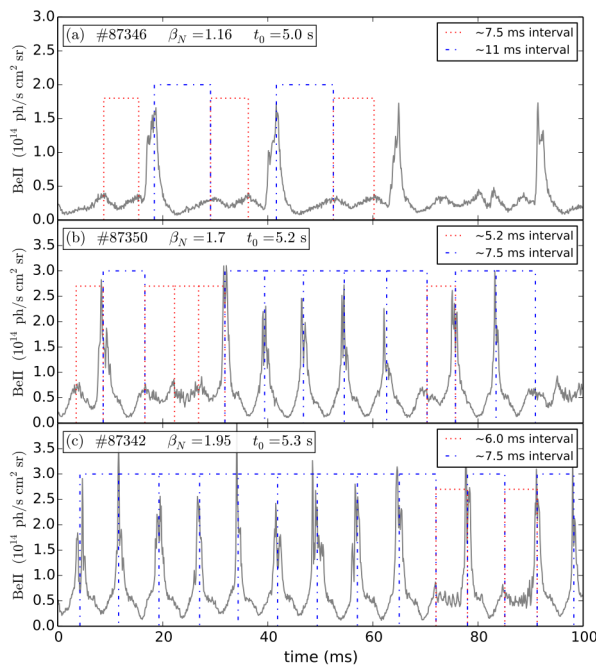 (a) #87346 β_N = 1.16 t_0 = 5.0 s
~7.5 ms interval
~11 ms interval
BeII (10^14 ph/s cm^2 sr)
3.0
2.5
2.0
1.5
1.0
0.5
0.0
(b) #87350 β_N = 1.7 t_0 = 5.2 s
~5.2 ms interval
~7.5 ms interval
BeII (10^14 ph/s cm^2 sr)
3.5
3.0
2.5
2.0
1.5
1.0
0.5
0.0
(c) #87342 β_N = 1.95 t_0 = 5.3 s
~6.0 ms interval
~7.5 ms interval
BeII (10^14 ph/s cm^2 sr)
3.5
3.0
2.5
2.0
1.5
1.0
0.5
0.0
0 20 40 60 80 100
time (ms)